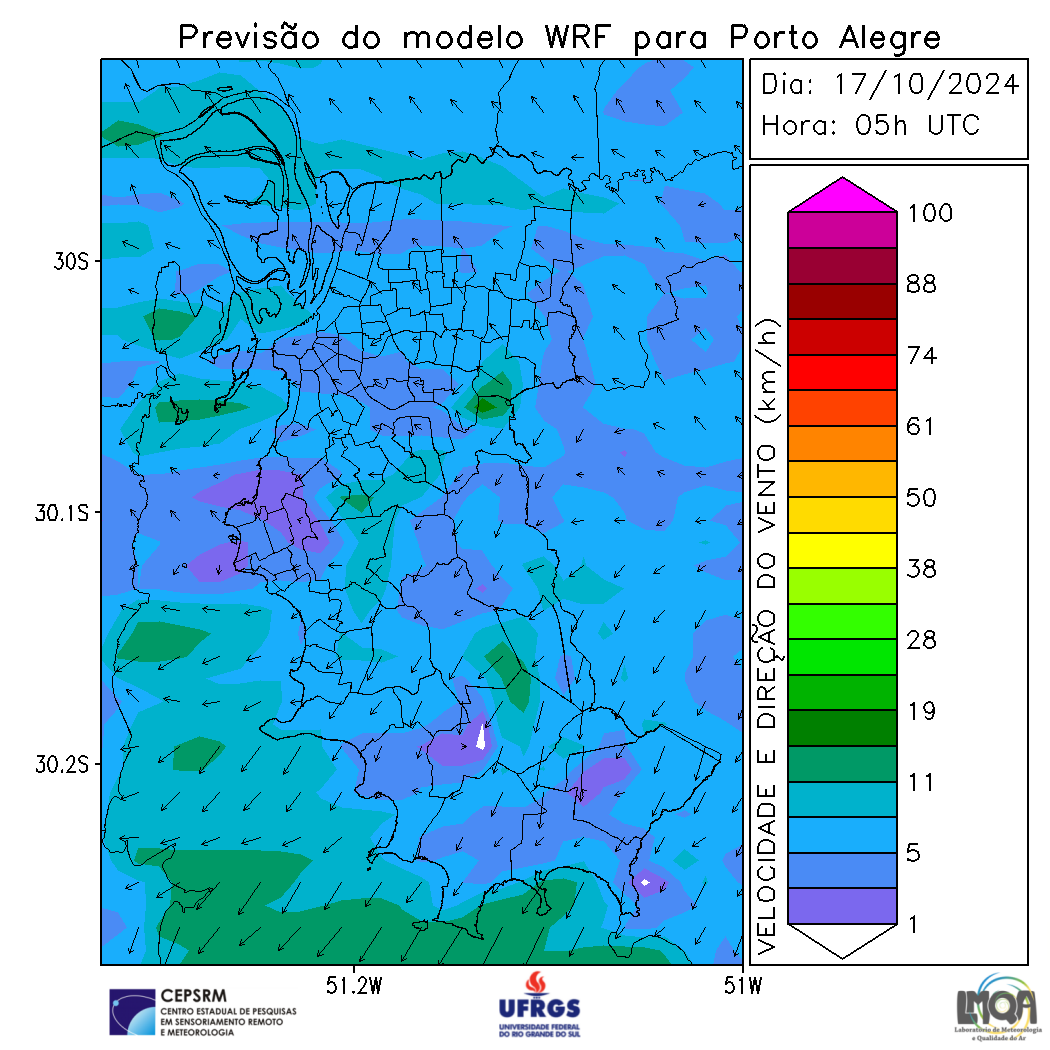 Previsão do modelo WRF para Porto Alegre
Dia: 17/10/2024
Hora: 05h UTC
30S
30.1S
30.2S
51.2W
51W
VELOCIDADE E DIREÇÃO DO VENTO (km/h)
100
88
74
61
50
38
28
19
11
5
1
CEPSRM
CENTRO ESTADUAL DE PESQUISAS
EM SENSORIAMENTO REMOTO
E METEOROLOGIA
UFRGS
UNIVERSIDADE FEDERAL
DO RIO GRANDE DO SUL
LMQA
Laboratório de Meteorologia
e Qualidade do Ar